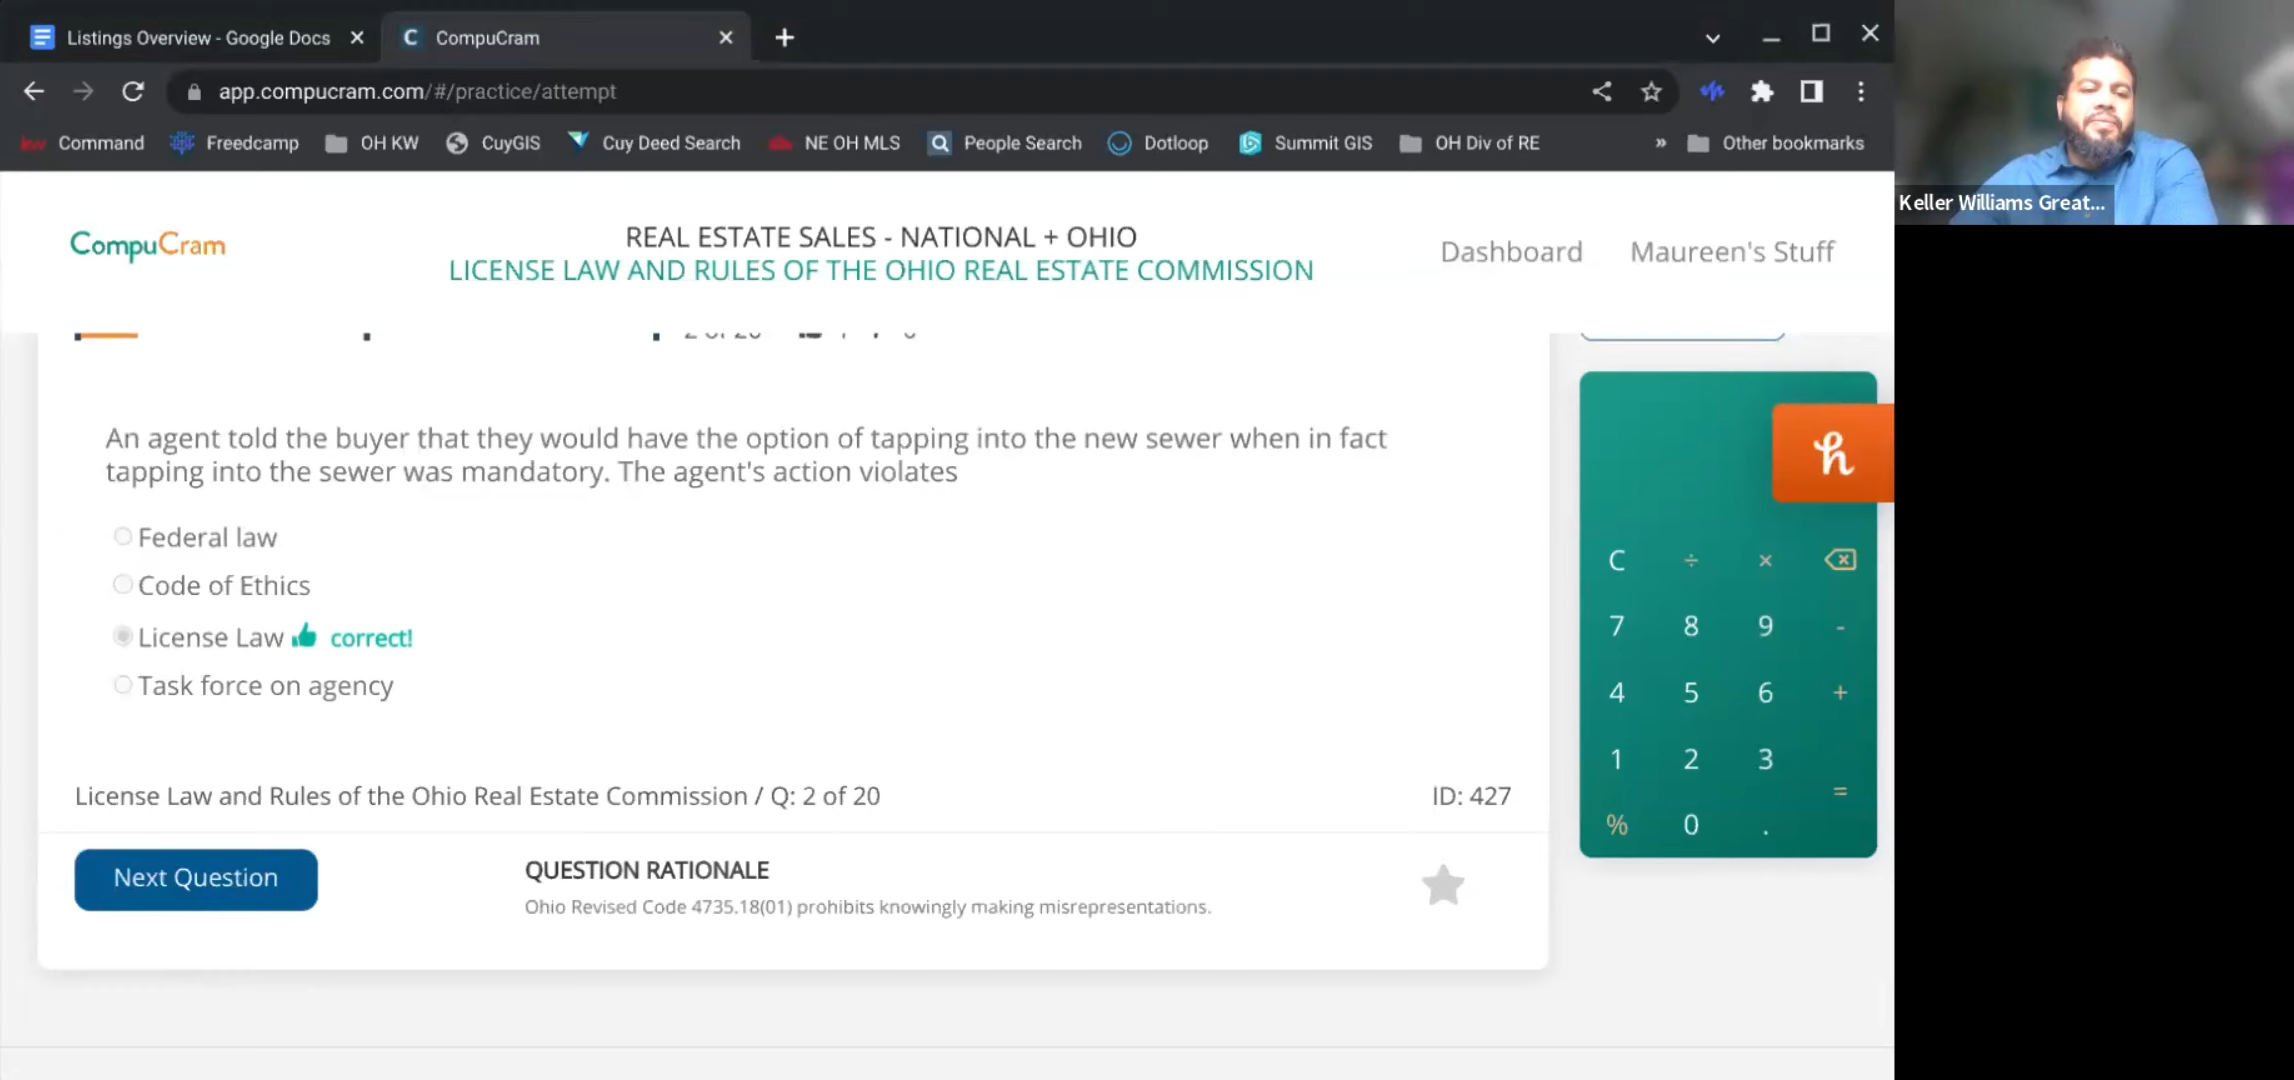 Listings Overview - Google Docs
CompuCram
app.compucram.com/#/practice/attempt
kw Command Freedcamp OH KW CuyGIS Cuy Deed Search NE OH MLS People Search Dotloop Summit GIS OH Div of RE » Other bookmarks
Keller Williams Great...
CompuCram
REAL ESTATE SALES - NATIONAL + OHIO
LICENSE LAW AND RULES OF THE OHIO REAL ESTATE COMMISSION
Dashboard Maureen's Stuff
An agent told the buyer that they would have the option of tapping into the new sewer when in fact
tapping into the sewer was mandatory. The agent's action violates
Federal law
Code of Ethics
License Law correct!
Task force on agency
License Law and Rules of the Ohio Real Estate Commission / Q: 2 of 20
ID: 427
Next Question
QUESTION RATIONALE
Ohio Revised Code 4735.18(01) prohibits knowingly making misrepresentations.
h
C ÷ ×
7 8 9 -
4 5 6 +
1 2 3
=
% 0 .